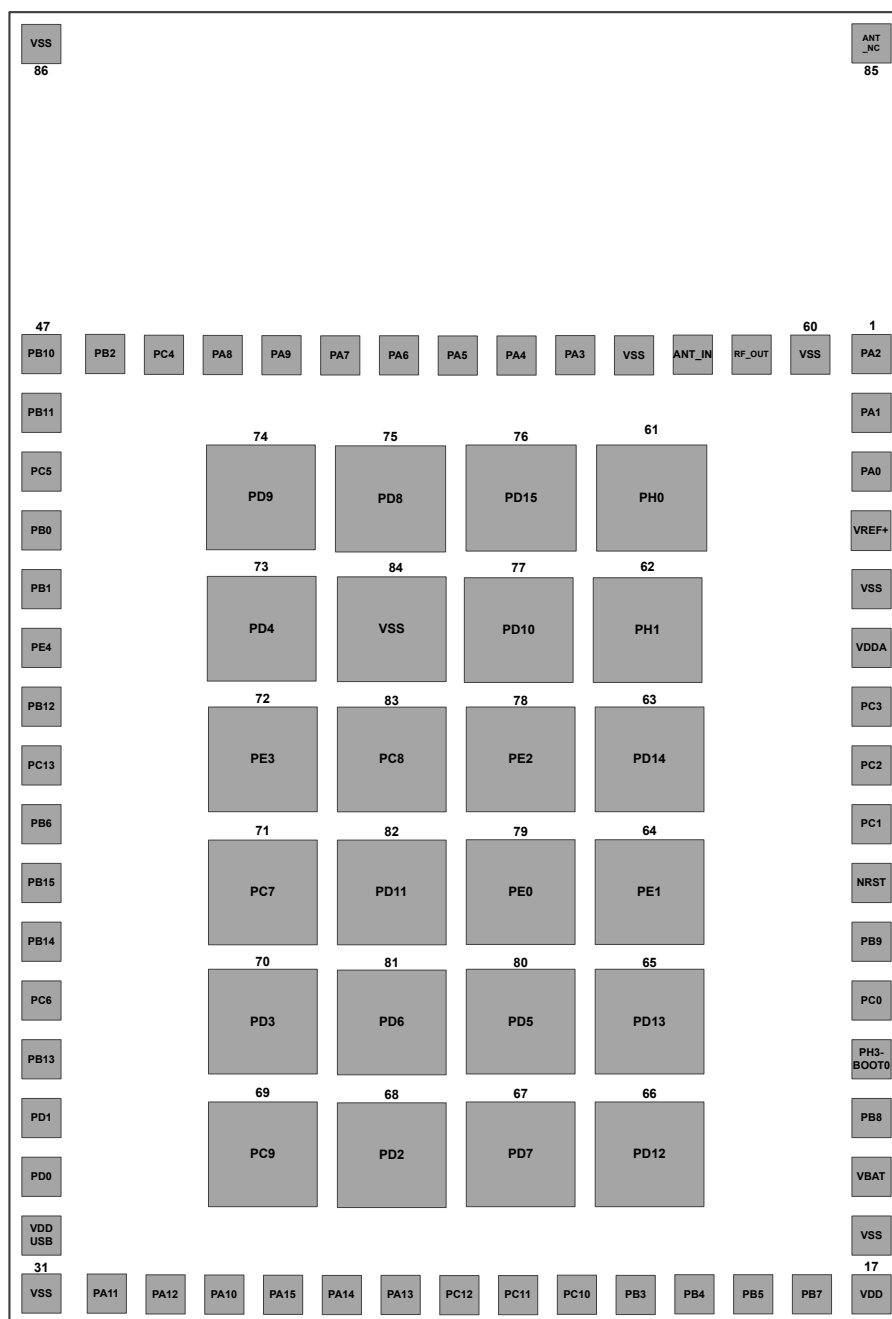 VSS
ANT
_NC
86
85
47
60
1
PB10
PB2
PC4
PA8
PA9
PA7
PA6
PA5
PA4
PA3
VSS
ANT_IN
RF_OUT
VSS
PA2
PB11
PA1
74
75
76
61
PC5
PD9
PD8
PD15
PH0
PA0
PB0
VREF+
73
84
77
62
PB1
VSS
PD4
VSS
PD10
PH1
PE4
VDDA
72
83
78
63
PB12
PC3
PE3
PC8
PE2
PD14
PC13
PC2
PB6
PC1
71
82
79
64
PB15
PC7
PD11
PE0
PE1
NRST
PB14
PB9
70
81
80
65
PC6
PC0
PD3
PD6
PD5
PD13
PB13
PH3-
BOOT0
69
68
67
66
PD1
PB8
PC9
PD2
PD7
PD12
PD0
VBAT
VDD
USB
VSS
31
17
VSS
PA11
PA12
PA10
PA15
PA14
PA13
PC12
PC11
PC10
PB3
PB4
PB5
PB7
VDD